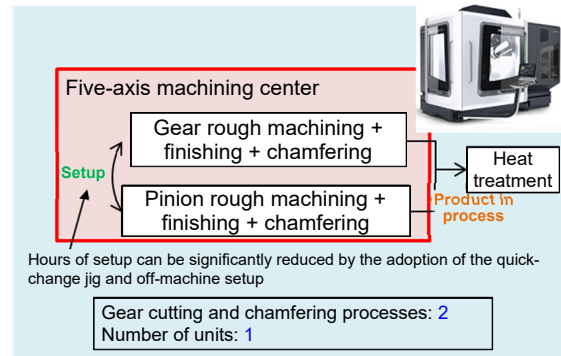 Five-axis machining center
Gear rough machining +
finishing + chamfering
Setup
Heat
treatment
Pinion rough machining +
finishing + chamfering
Product in
process
Hours of setup can be significantly reduced by the adoption of the quick-
change jig and off-machine setup
Gear cutting and chamfering processes: 2
Number of units: 1